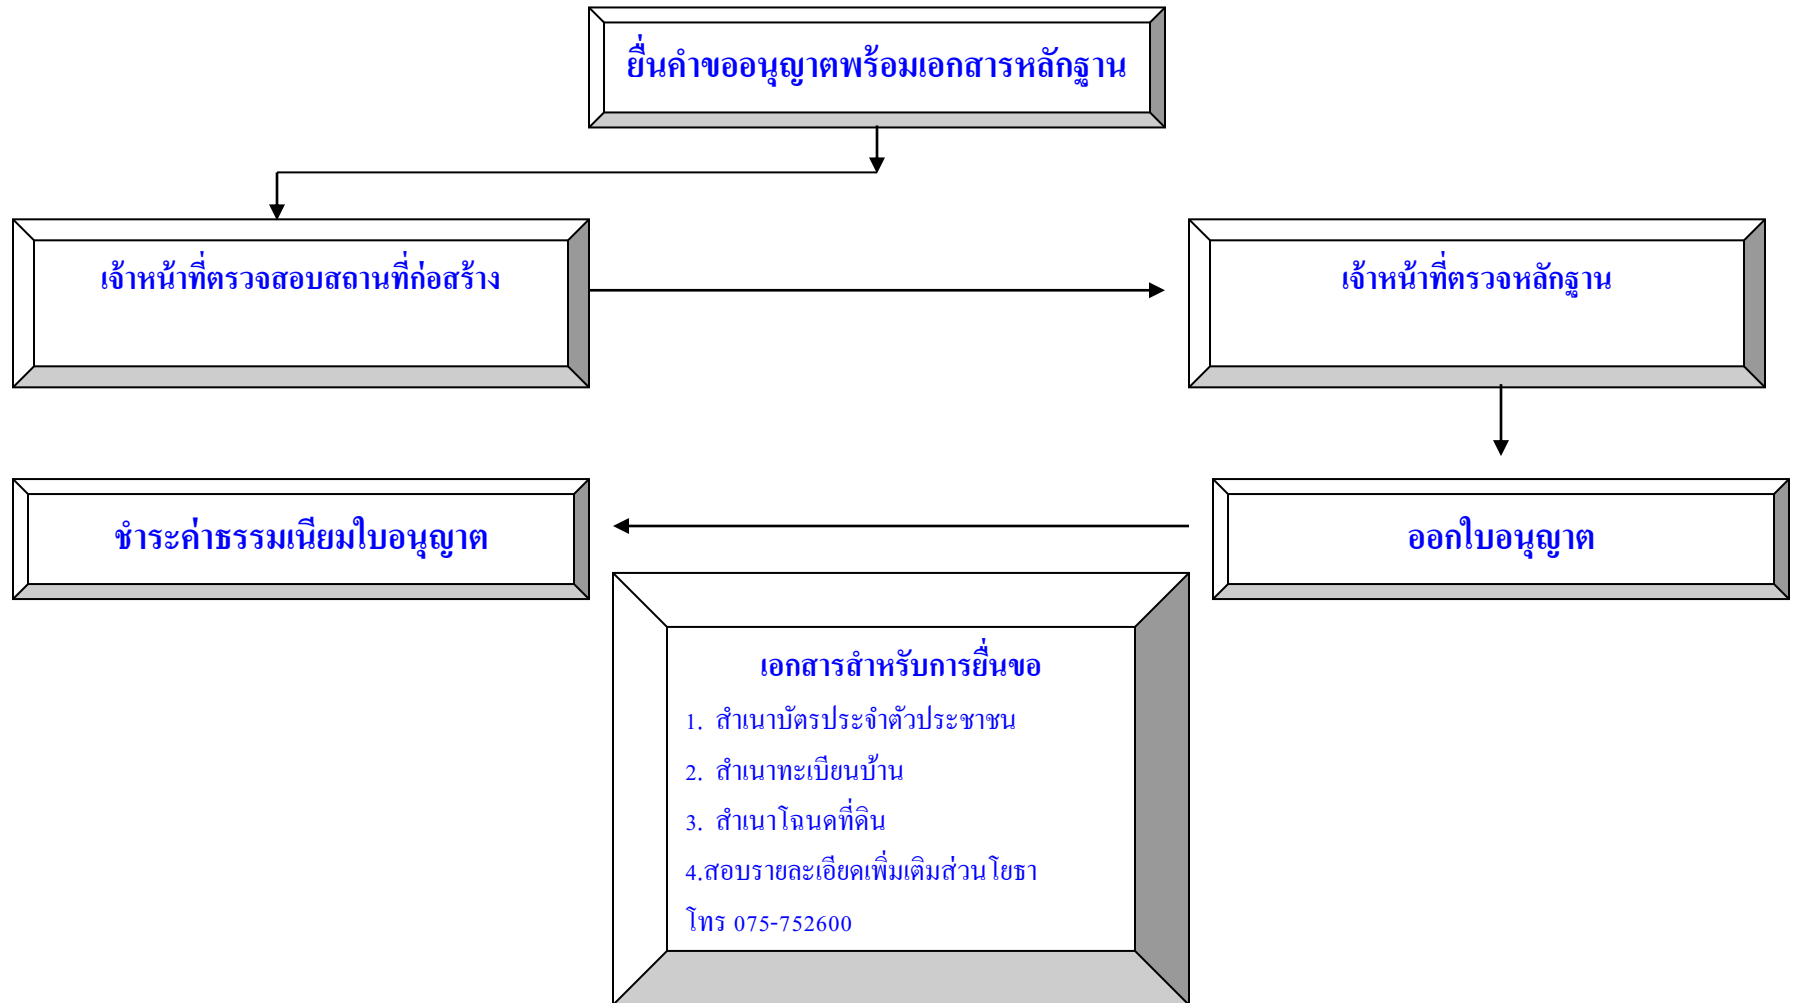 ยื่นคำขออนุญาตพร้อมเอกสารหลักฐาน
เจ้าหน้าที่ตรวจสอบสถานที่ก่อสร้าง
เจ้าหน้าที่ตรวจหลักฐาน
ชำระค่าธรรมเนียมใบอนุญาต
ออกใบอนุญาต
เอกสารสำหรับการยื่นขอ
1. สำเนาบัตรประจำตัวประชาชน
2. สำเนาทะเบียนบ้าน
3. สำเนาโฉนดที่ดิน
4.สอบรายละเอียดเพิ่มเติมส่วนโยธา
โทร 075-752600